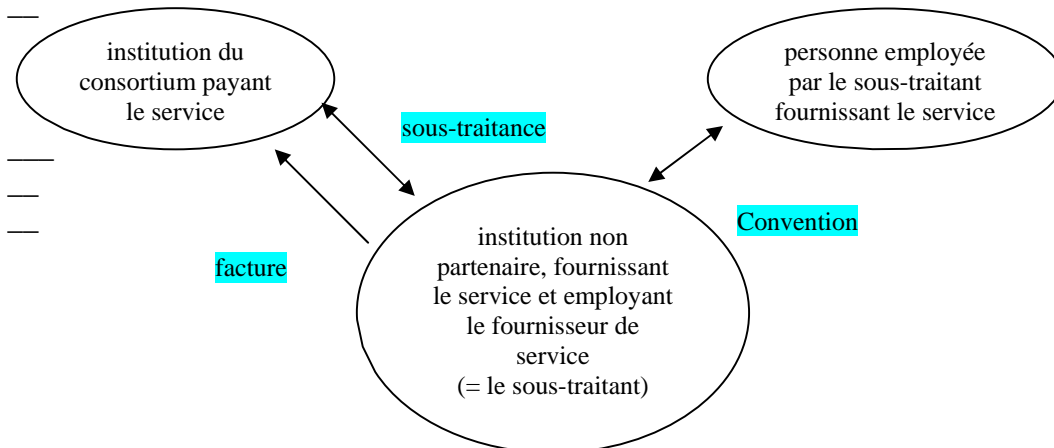 institution du
consortium payant
le service
personne employée
par le sous-traitant
fournissant le service
sous-traitance
Convention
facture
institution non
partenaire, fournissant
le service et employant
le fournisseur de
service
(= le sous-traitant)